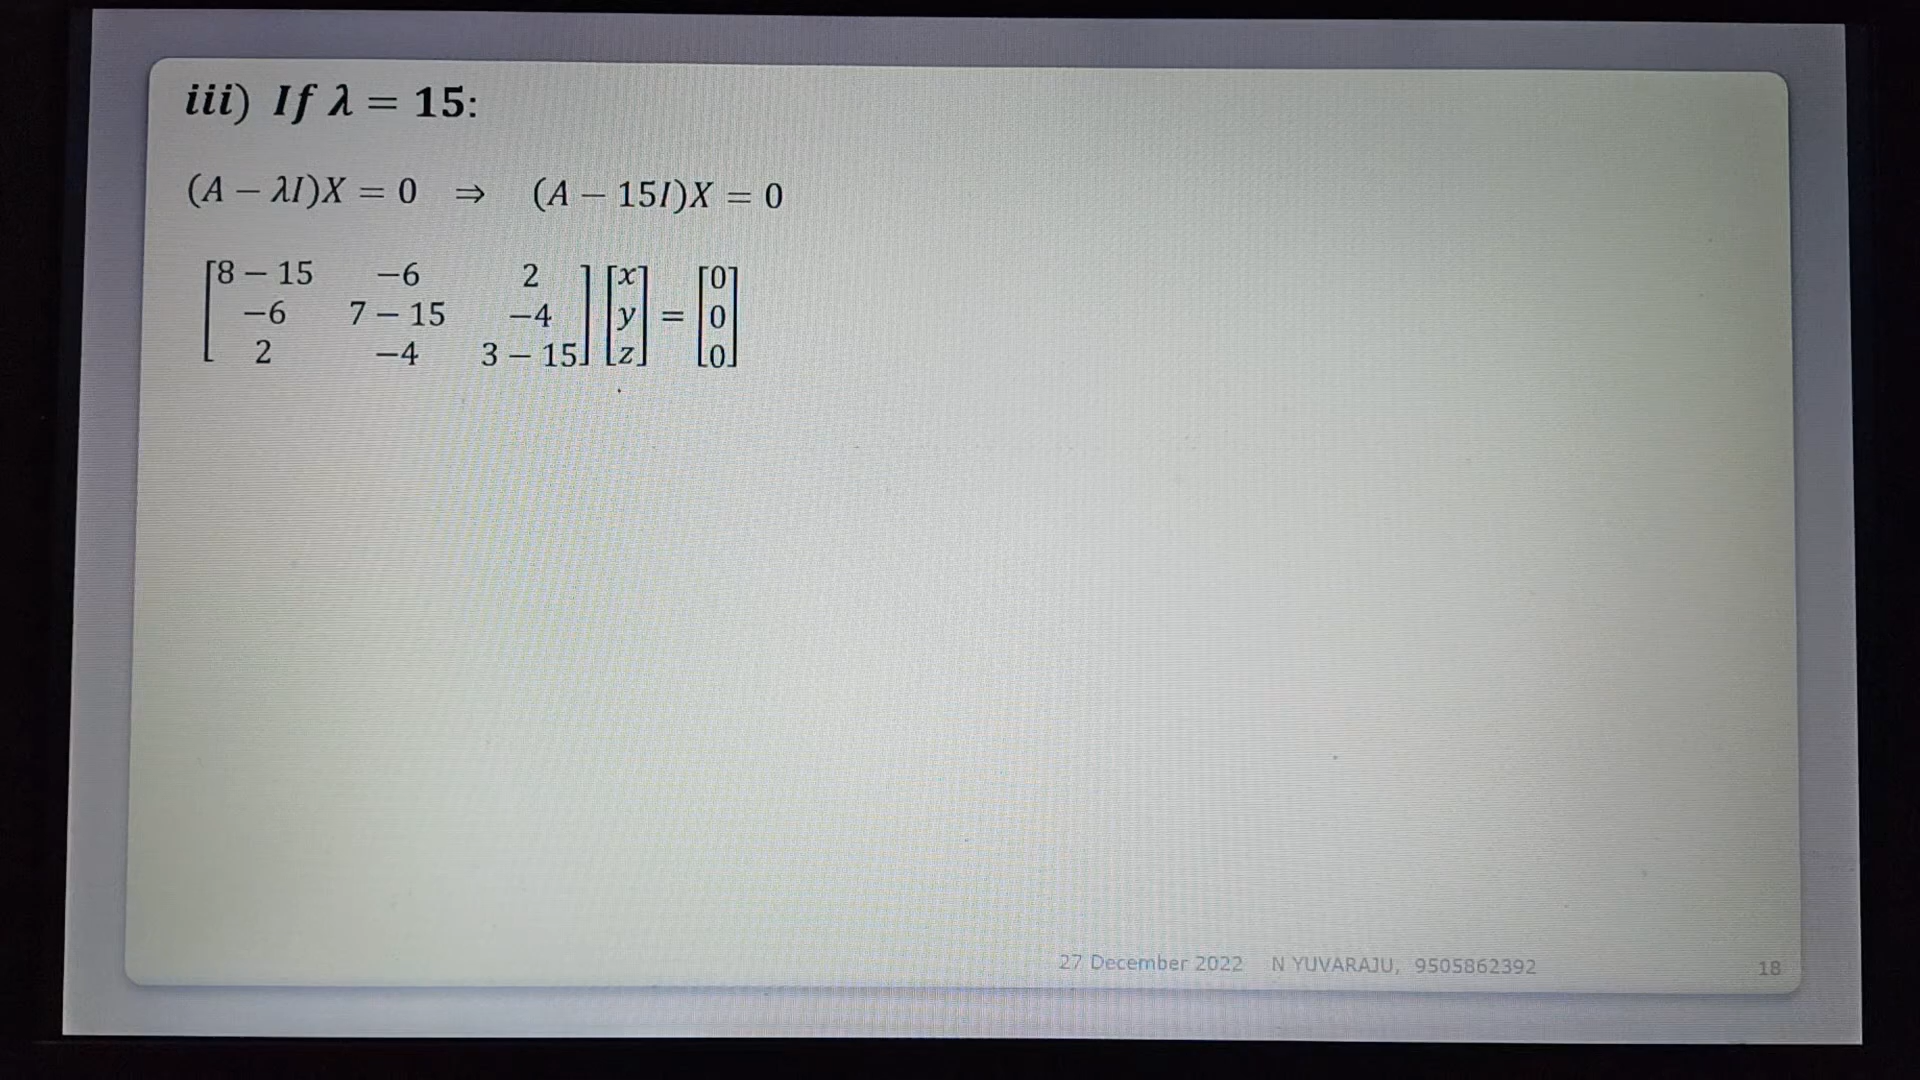 iii) If λ = 15:
(A − λI)X = 0 ⇒ (A − 15I)X = 0
[8 − 15 −6 2] [x] [0]
[−6 7 − 15 −4] [y] = [0]
[2 −4 3 − 15] [z] [0]
27 December 2022 N YUVARAJU, 9505862392 18